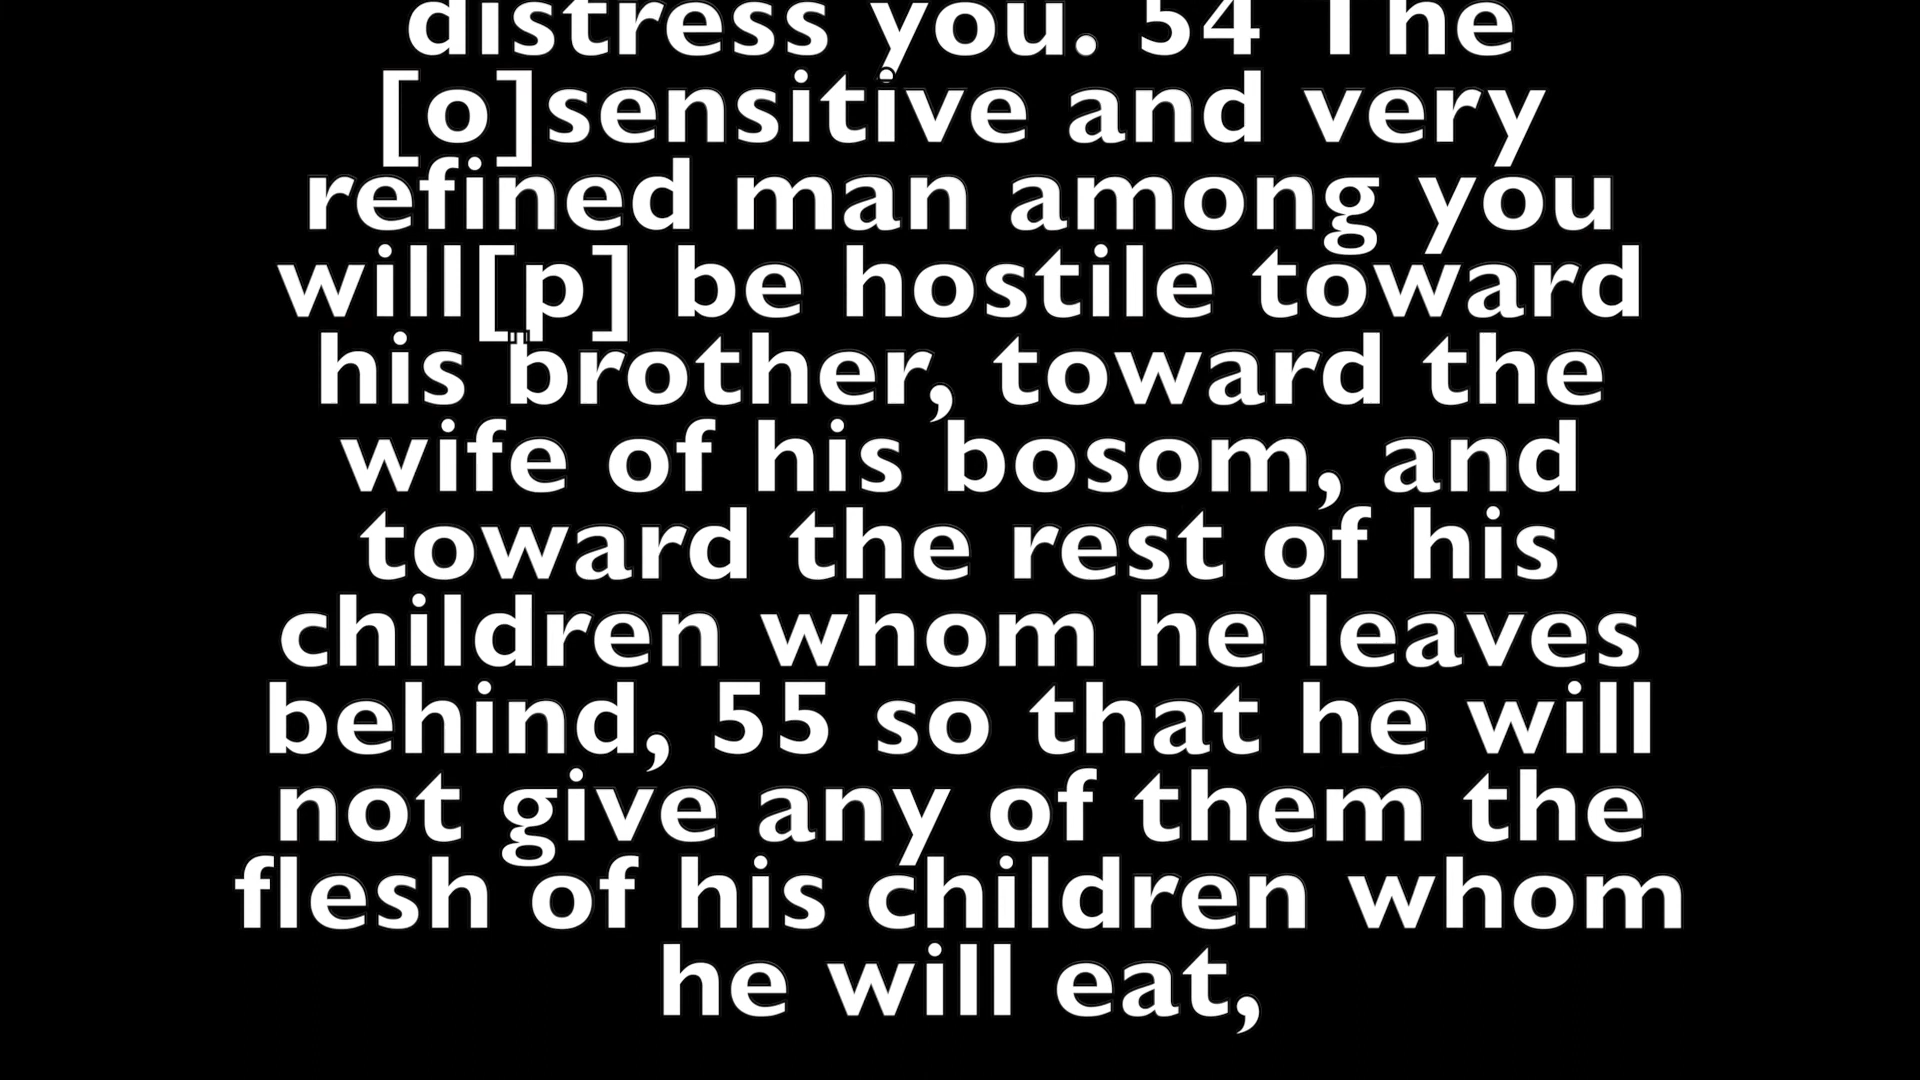 distress you. 54 The
[o]sensitive and very
refined man among you
will[p] be hostile toward
his brother, toward the
wife of his bosom, and
toward the rest of his
children whom he leaves
behind, 55 so that he will
not give any of them the
flesh of his children whom
he will eat,